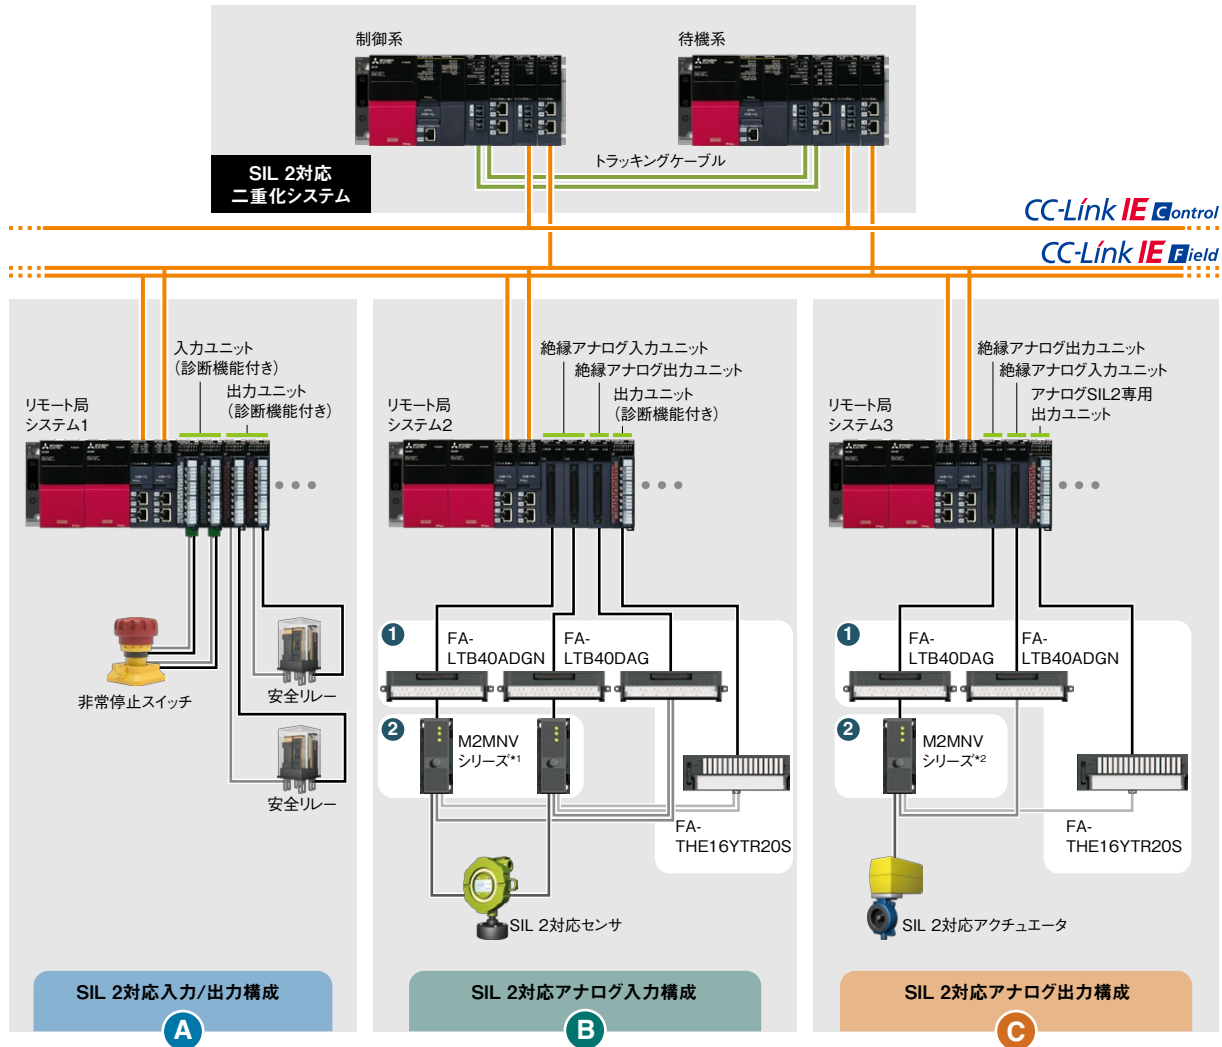 制御系
待機系
トラッキングケーブル
SIL 2対応
二重化システム
CC-Link IE Control
CC-Link IE Field
入力ユニット
(診断機能付き)
出力ユニット
(診断機能付き)
リモート局
システム1
非常停止スイッチ
安全リレー
安全リレー
SIL 2対応入力/出力構成
A
絶縁アナログ入力ユニット
絶縁アナログ出力ユニット
出力ユニット
(診断機能付き)
リモート局
システム2
1
FA-
LTB40ADGN
FA-
LTB40DAG
2
M2MNV
シリーズ*1
FA-
THE16YTR20S
SIL 2対応センサ
SIL 2対応アナログ入力構成
B
絶縁アナログ出力ユニット
絶縁アナログ入力ユニット
アナログSIL2専用
出力ユニット
リモート局
システム3
1
FA-
LTB40DAG
FA-
LTB40ADGN
2
M2MNV
シリーズ*2
FA-
THE16YTR20S
SIL 2対応アクチュエータ
SIL 2対応アナログ出力構成
C